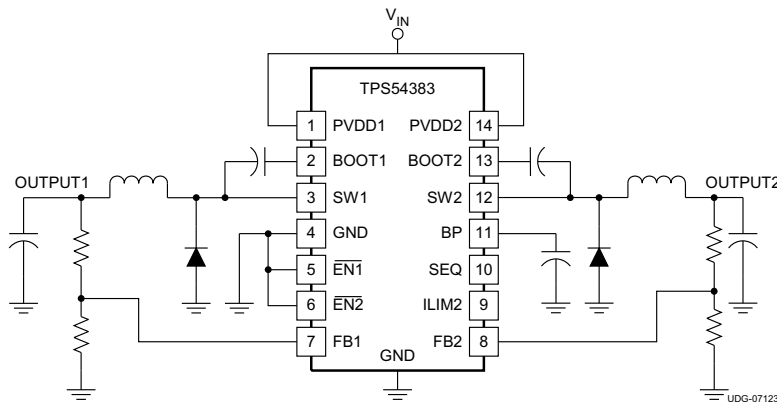 VIN
TPS54383
1 PVDD1 PVDD2 14
2 BOOT1 BOOT2 13
OUTPUT1 OUTPUT2
3 SW1 SW2 12
4 GND BP 11
5 EN1 SEQ 10
6 EN2 ILIM2 9
7 FB1 FB2 8
GND
UDG-07123